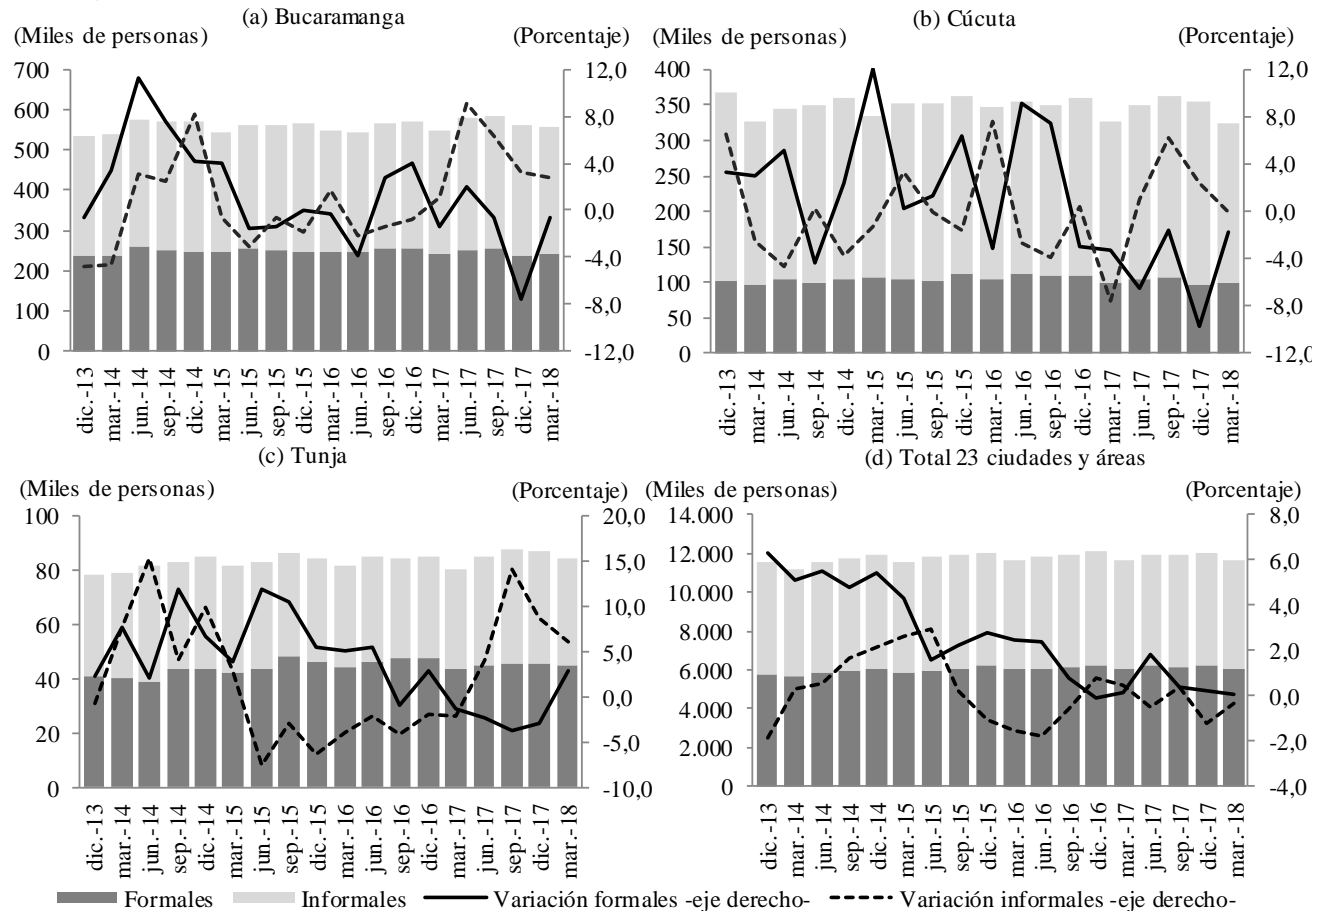 (a) Bucaramanga
(Miles de personas) (Porcentaje)
700
600
500
400
300
200
100
0
12,0
8,0
4,0
0,0
-4,0
-8,0
-12,0
dic.-13
mar.-14
jun.-14
sep.-14
dic.-14
mar.-15
jun.-15
sep.-15
dic.-15
mar.-16
jun.-16
sep.-16
dic.-16
mar.-17
jun.-17
sep.-17
dic.-17
mar.-18
(b) Cúcuta
(Miles de personas) (Porcentaje)
400
350
300
250
200
150
100
50
0
12,0
8,0
4,0
0,0
-4,0
-8,0
-12,0
dic.-13
mar.-14
jun.-14
sep.-14
dic.-14
mar.-15
jun.-15
sep.-15
dic.-15
mar.-16
jun.-16
sep.-16
dic.-16
mar.-17
jun.-17
sep.-17
dic.-17
mar.-18
(c) Tunja
(Miles de personas) (Porcentaje)
100
80
60
40
20
0
20,0
15,0
10,0
5,0
0,0
-5,0
-10,0
dic.-13
mar.-14
jun.-14
sep.-14
dic.-14
mar.-15
jun.-15
sep.-15
dic.-15
mar.-16
jun.-16
sep.-16
dic.-16
mar.-17
jun.-17
sep.-17
dic.-17
mar.-18
(d) Total 23 ciudades y áreas
(Miles de personas) (Porcentaje)
14.000
12.000
10.000
8.000
6.000
4.000
2.000
0
8,0
6,0
4,0
2,0
0,0
-2,0
-4,0
dic.-13
mar.-14
jun.-14
sep.-14
dic.-14
mar.-15
jun.-15
sep.-15
dic.-15
mar.-16
jun.-16
sep.-16
dic.-16
mar.-17
jun.-17
sep.-17
dic.-17
mar.-18
Formales Informales Variación formales -eje derecho- Variación informales -eje derecho-